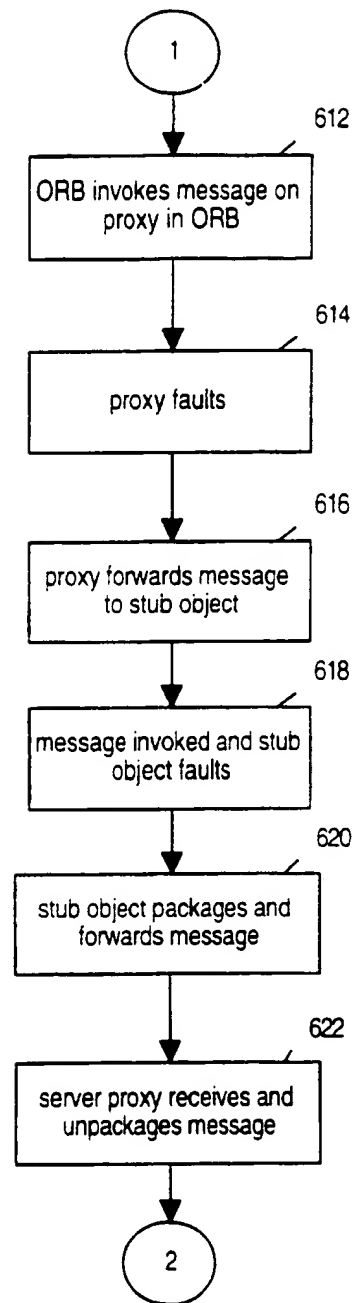 1
612
ORB invokes message on
proxy in ORB
614
proxy faults
616
proxy forwards message
to stub object
618
message invoked and stub
object faults
620
stub object packages and
forwards message
622
server proxy receives and
unpackages message
2